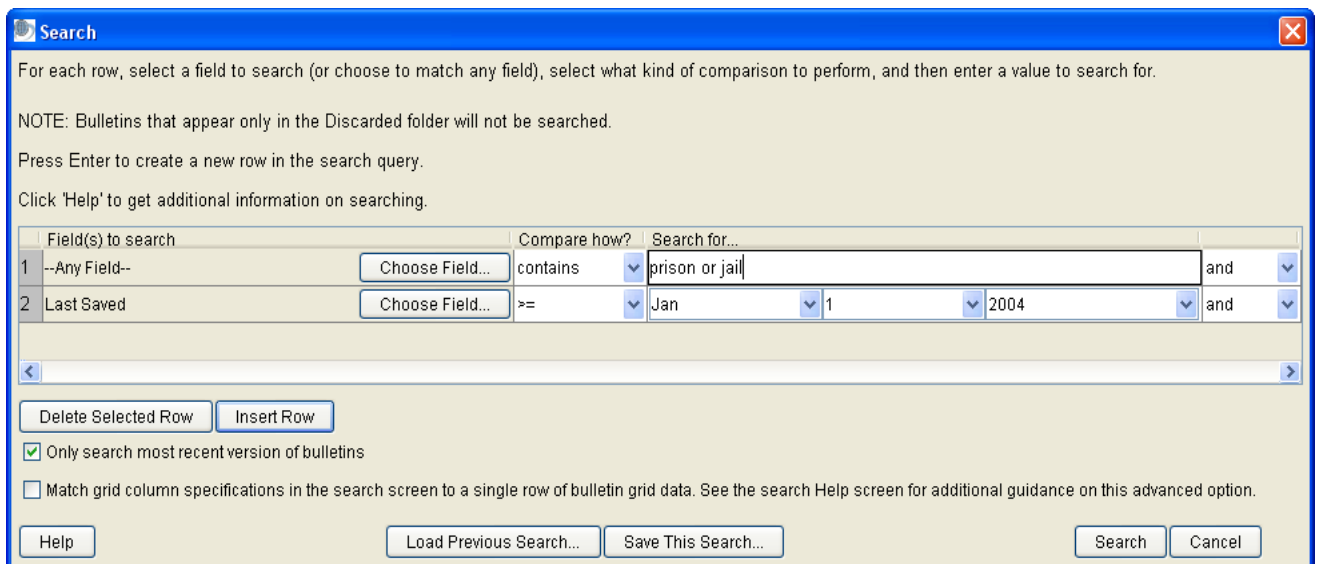 Search
For each row, select a field to search (or choose to match any field), select what kind of comparison to perform, and then enter a value to search for.
NOTE: Bulletins that appear only in the Discarded folder will not be searched.
Press Enter to create a new row in the search query.
Click 'Help' to get additional information on searching.
Field(s) to search Compare how? Search for...
1 --Any Field-- Choose Field... contains prison or jail and
2 Last Saved Choose Field... >= Jan 1 2004 and
Delete Selected Row Insert Row
Only search most recent version of bulletins
Match grid column specifications in the search screen to a single row of bulletin grid data. See the search Help screen for additional guidance on this advanced option.
Help Load Previous Search... Save This Search... Search Cancel